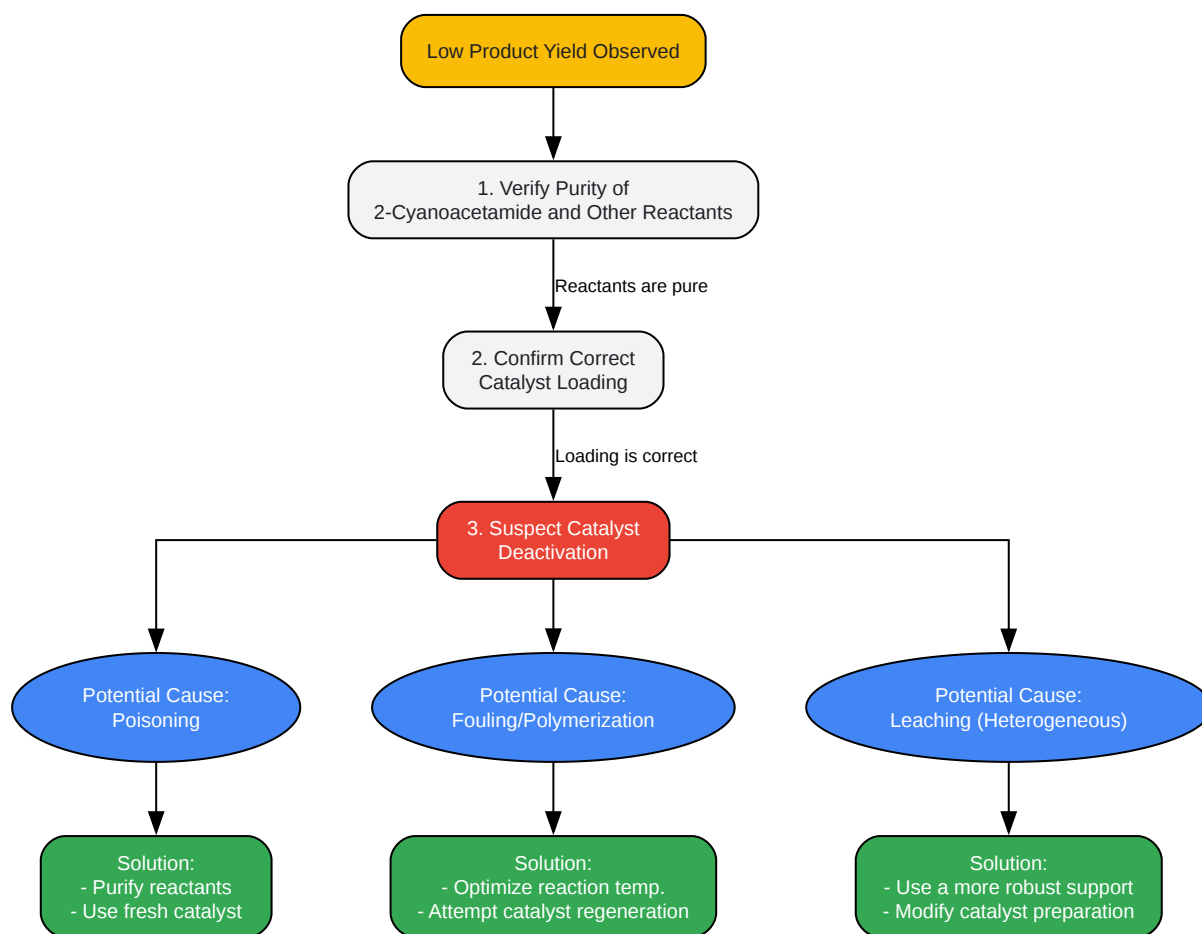 Low Product Yield Observed
1. Verify Purity of
2-Cyanoacetamide and Other Reactants
Reactants are pure
2. Confirm Correct
Catalyst Loading
Loading is correct
3. Suspect Catalyst
Deactivation
Potential Cause:
Poisoning
Potential Cause:
Fouling/Polymerization
Potential Cause:
Leaching (Heterogeneous)
Solution:
- Purify reactants
- Use fresh catalyst
Solution:
- Optimize reaction temp.
- Attempt catalyst regeneration
Solution:
- Use a more robust support
- Modify catalyst preparation